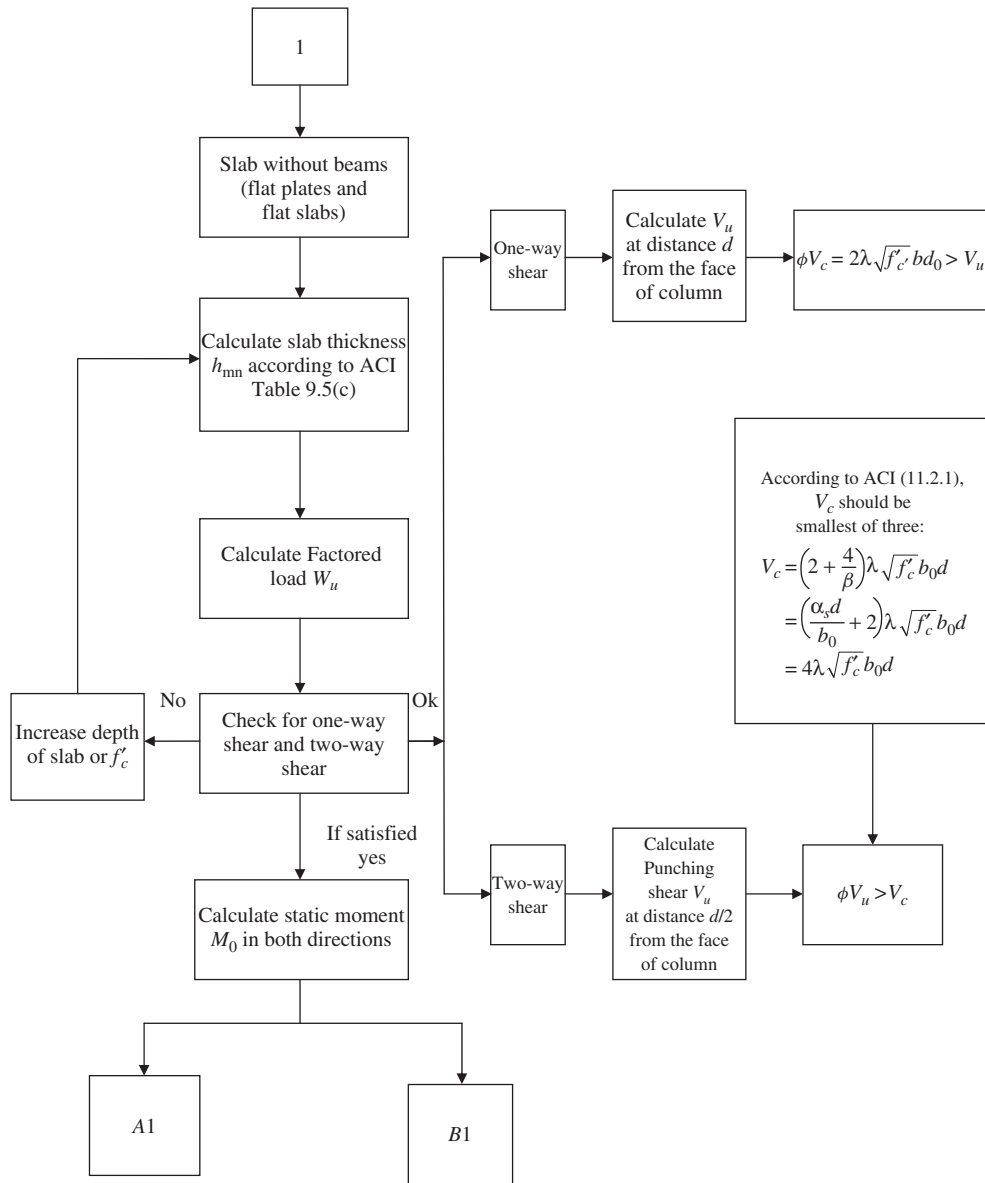 1
Slab without beams
(flat plates and
flat slabs)
Calculate slab thickness
h_mn according to ACI
Table 9.5(c)
Calculate Factored
load W_u
No
Ok
Increase depth
of slab or f′_c
Check for one-way
shear and two-way
shear
If satisfied
yes
Calculate static moment
M_0 in both directions
A1
B1
One-way
shear
Calculate V_u
at distance d
from the face
of column
ϕV_c = 2λ√f′_c′ bd_0 > V_u
According to ACI (11.2.1),
V_c should be
smallest of three:
V_c = (2 + 4/β)λ√f′_c b_0d
= (α_s d/b_0 + 2)λ√f′_c b_0d
= 4λ√f′_c b_0d
Two-way
shear
Calculate
Punching
shear V_u
at distance d/2
from the face
of column
ϕV_u > V_c